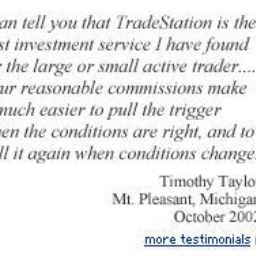 an tell you that TradeStation is the
st investment service I have found
r the large or small active trader....
ur reasonable commissions make
much easier to pull the trigger
hen the conditions are right, and to
ll it again when conditions change.
Timothy Taylo
Mt. Pleasant, Michigan
October 2002
more testimonials